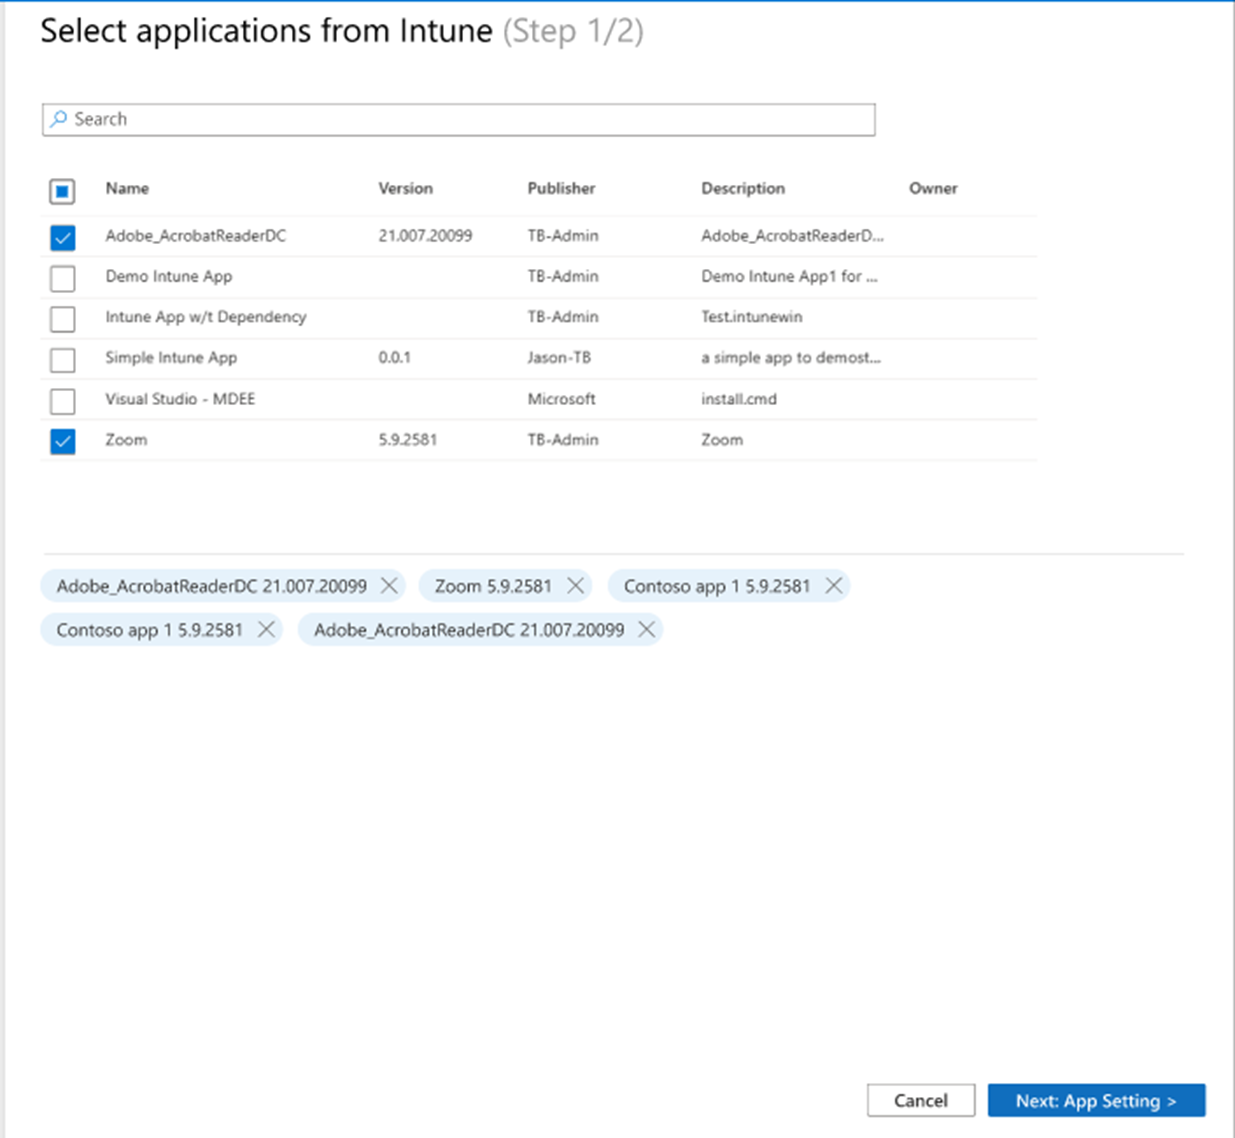 Select applications from Intune (Step 1/2)
Search
Name Version Publisher Description Owner
Adobe_AcrobatReaderDC 21.007.20099 TB-Admin Adobe_AcrobatReaderD...
Demo Intune App TB-Admin Demo Intune App1 for ...
Intune App w/t Dependency TB-Admin Test.intunewin
Simple Intune App 0.0.1 Jason-TB a simple app to demost...
Visual Studio - MDEE Microsoft install.cmd
Zoom 5.9.2581 TB-Admin Zoom
Adobe_AcrobatReaderDC 21.007.20099 Zoom 5.9.2581 Contoso app 1 5.9.2581
Contoso app 1 5.9.2581 Adobe_AcrobatReaderDC 21.007.20099
Cancel Next: App Setting >